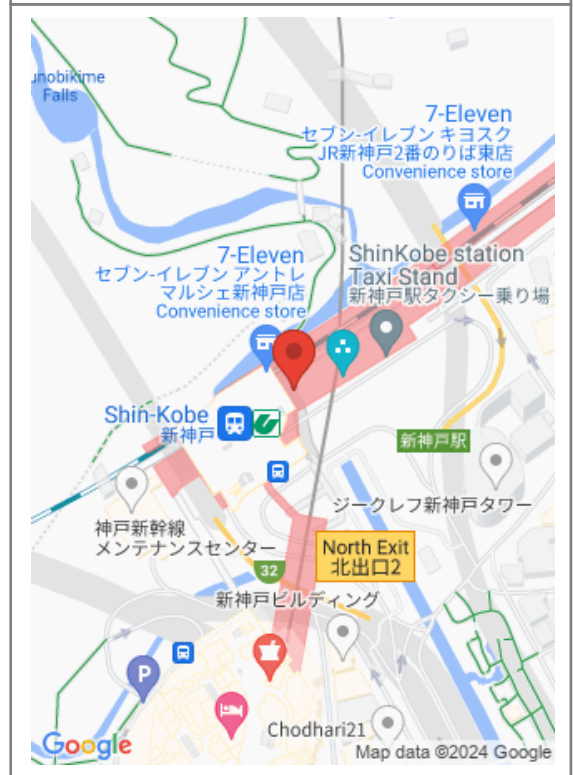 unobikime
Falls
7-Eleven
セブン-イレブン キヨスク
JR新神戸2番のりば東店
Convenience store
7-Eleven
セブン-イレブン アントレ
マルシェ新神戸店
Convenience store
ShinKobe station
Taxi Stand
新神戸駅タクシー乗り場
Shin-Kobe
新神戸
新神戸駅
ジークレフ新神戸タワー
神戸新幹線
メンテナンスセンター
North Exit
北出口2
32
新神戸ビルディング
P
Chodhari21
Google
Map data ©2024 Google